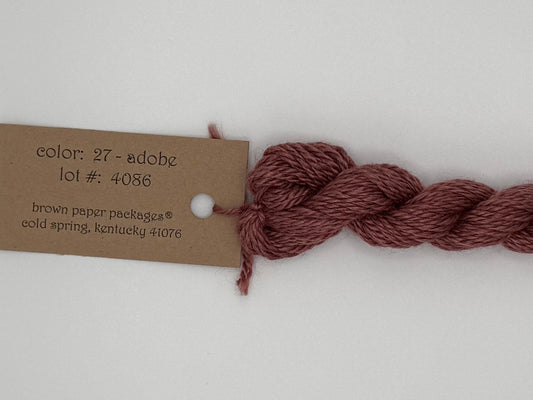 color: 27 - adobe
lot #: 4086
brown paper packages®
cold spring, kentucky 41076